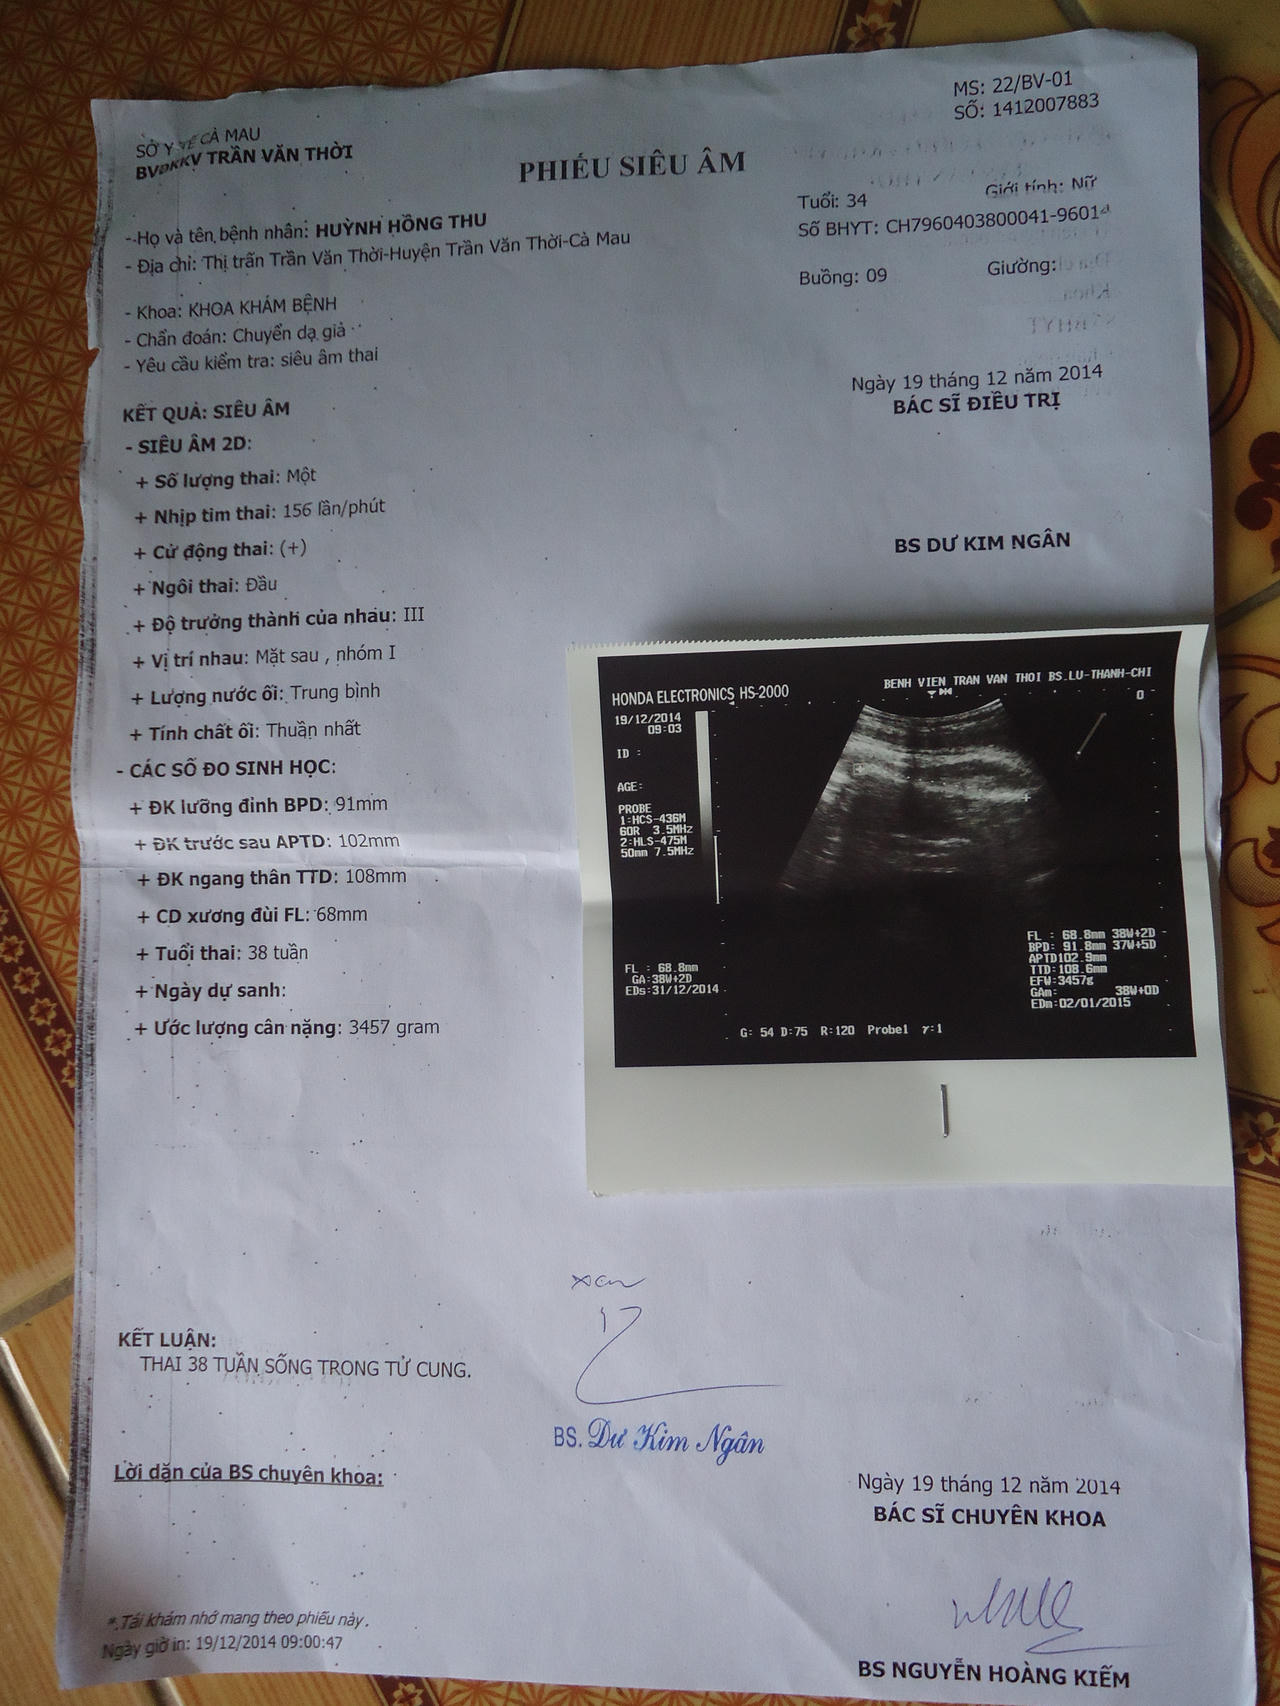 MS: 22/BV-01
SỐ: 1412007883
SỞ Y TẾ CÀ MAU
BVĐKKV TRẦN VĂN THỜI
PHIẾU SIÊU ÂM
- Họ và tên bệnh nhân: HUỲNH HỒNG THU
Tuổi: 34 Giới tính: Nữ
- Địa chỉ: Thị trấn Trần Văn Thời-Huyện Trần Văn Thời-Cà Mau
Số BHYT: CH7960403800041-9601
- Khoa: KHOA KHÁM BỆNH
Buồng: 09 Giường:
- Chẩn đoán: Chuyển dạ giả
- Yêu cầu kiểm tra: siêu âm thai
Ngày 19 tháng 12 năm 2014
BÁC SĨ ĐIỀU TRỊ
BS DƯ KIM NGÂN
KẾT QUẢ: SIÊU ÂM
- SIÊU ÂM 2D:
+ Số lượng thai: Một
+ Nhịp tim thai: 156 lần/phút
+ Cử động thai: (+)
+ Ngôi thai: Đầu
+ Độ trưởng thành của nhau: III
+ Vị trí nhau: Mặt sau , nhóm I
+ Lượng nước ối: Trung bình
+ Tính chất ối: Thuần nhất
- CÁC SỐ ĐO SINH HỌC:
+ ĐK lưỡng đỉnh BPD: 91mm
+ ĐK trước sau APTD: 102mm
+ ĐK ngang thân TTD: 108mm
+ CD xương đùi FL: 68mm
+ Tuổi thai: 38 tuần
+ Ngày dự sanh:
+ Ước lượng cân nặng: 3457 gram
HONDA ELECTRONICS HS-2000
BENH VIEN TRAN VAN THOI BS.LU-THANH-CHI
19/12/2014
09:03
0
ID :
AGE:
PROBE
1:HCS-436M
60R 3.5MHz
2:HLS-475M
50mm 7.5MHz
FL : 68.8mm
GA:38W+2D
EDs:31/12/2014
FL : 68.8mm 38W+2D
BPD: 91.8mm 37W+5D
APTD102.9mm
TTD:108.6mm
EFW:3457g
GAm: 38W+0D
EDm:02/01/2015
G: 54 D:75 R:120 Probe1 γ:1
KẾT LUẬN:
THAI 38 TUẦN SỐNG TRONG TỬ CUNG.
BS. Dư Kim Ngân
Lời dặn của BS chuyên khoa:
Ngày 19 tháng 12 năm 2014
BÁC SĨ CHUYÊN KHOA
*.Tái khám nhớ mang theo phiếu này.
Ngày giờ in: 19/12/2014 09:00:47
BS NGUYỄN HOÀNG KIẾM